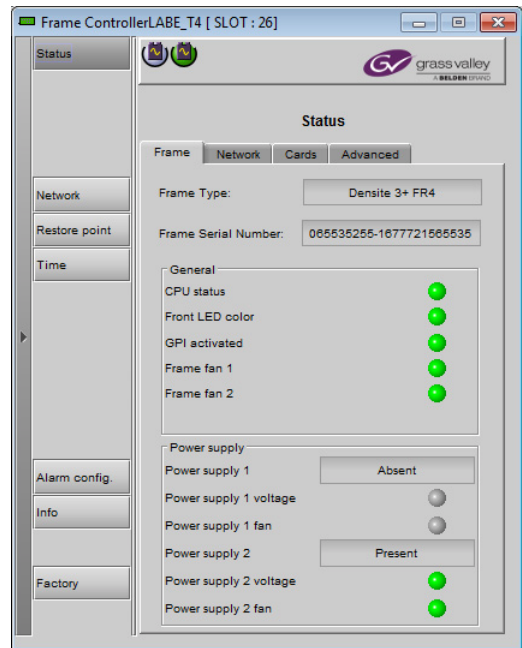 Frame ControllerLABE_T4 [ SLOT : 26]
Status
grass valley
A BELDEN BRAND
Status
Frame Network Cards Advanced
Network
Restore point
Time
Alarm config.
Info
Factory
Frame Type: Densite 3+ FR4
Frame Serial Number: 065535255-1677721565535
General
CPU status
Front LED color
GPI activated
Frame fan 1
Frame fan 2
Power supply
Power supply 1 Absent
Power supply 1 voltage
Power supply 1 fan
Power supply 2 Present
Power supply 2 voltage
Power supply 2 fan